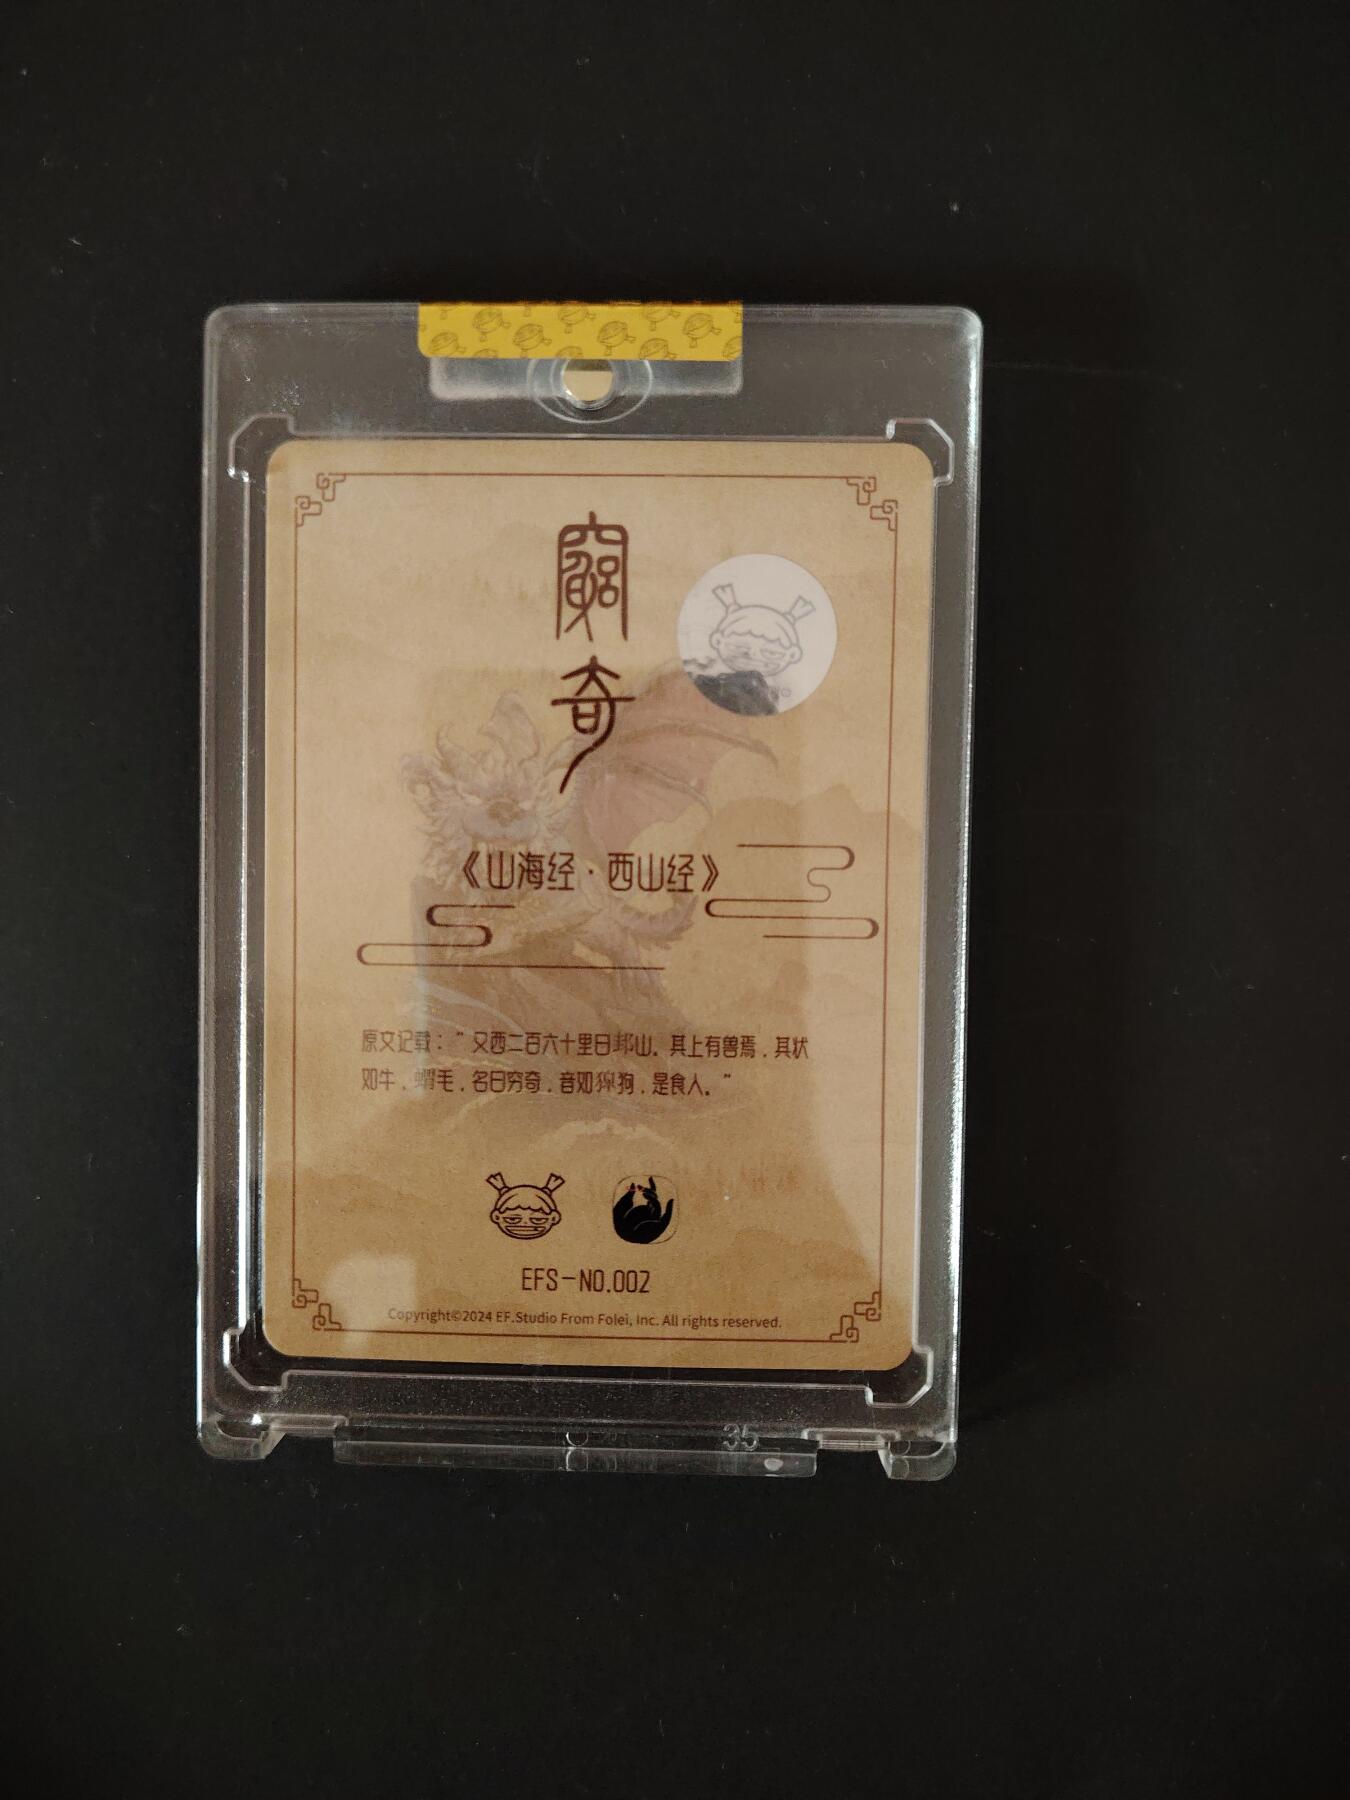 窮
奇
《山海经·西山经》
原文记载：“又西二百六十里曰邽山。其上有兽焉，其状
如牛，蝟毛，名曰穷奇，音如獆狗，是食人。”
EFS-NO.002
Copyright©2024 EF.Studio From Folei, Inc. All rights reserved.
35